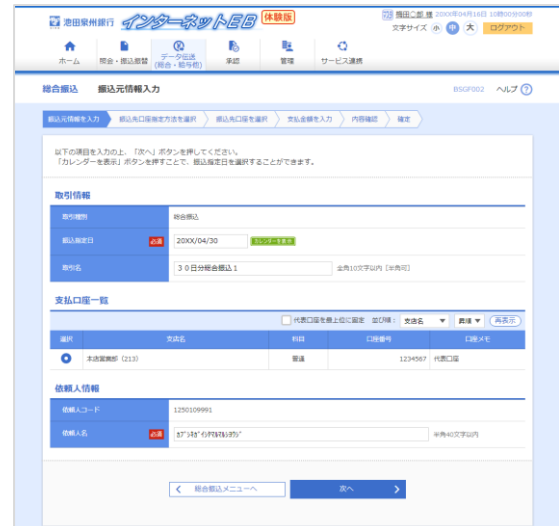 池田泉州銀行 インターネットEB 体験版
梅田二郎 様 20XX年04月16日 10時00分00秒
文字サイズ 小 中 大 ログアウト
ホーム 照会・振込振替 データ伝送(総合・給与他) 承認 管理 サービス連携
総合振込 振込元情報入力 BSGF002 ヘルプ ?
振込元情報を入力 振込先口座指定方法を選択 振込先口座を選択 支払金額を入力 内容確認 確定
以下の項目を入力の上、「次へ」ボタンを押してください。
「カレンダーを表示」ボタンを押すことで、振込指定日を選択することができます。
取引情報
取引種別 総合振込
振込指定日 必須 20XX/04/30 カレンダーを表示
取引名 30日分総合振込1 全角10文字以内 [半角可]
支払口座一覧
代表口座を最上位に固定 並び順： 支店名 ▼ 昇順 ▼ 再表示
選択 支店名 科目 口座番号 口座メモ
本店営業部 (213) 普通 1234567 代表口座
依頼人情報
依頼人コード 1250109991
依頼人名 必須 半角40文字以内
総合振込メニューへ 次へ